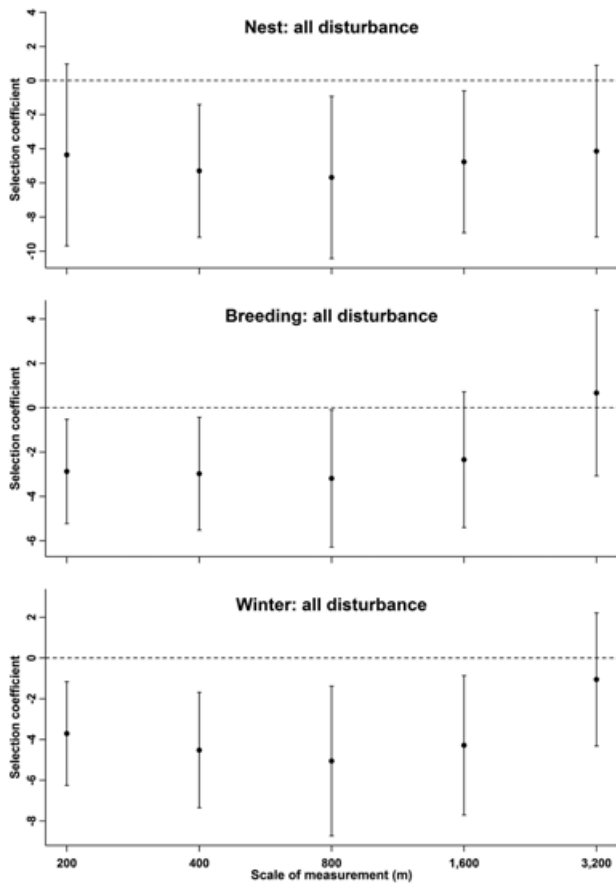 Nest: all disturbance
Selection coefficient
4
0
-2
-4
-6
-8
-10
Breeding: all disturbance
Selection coefficient
4
2
0
-2
-4
-6
Winter: all disturbance
Selection coefficient
2
0
-2
-4
-6
-8
200 400 800 1,600 3,200
Scale of measurement (m)